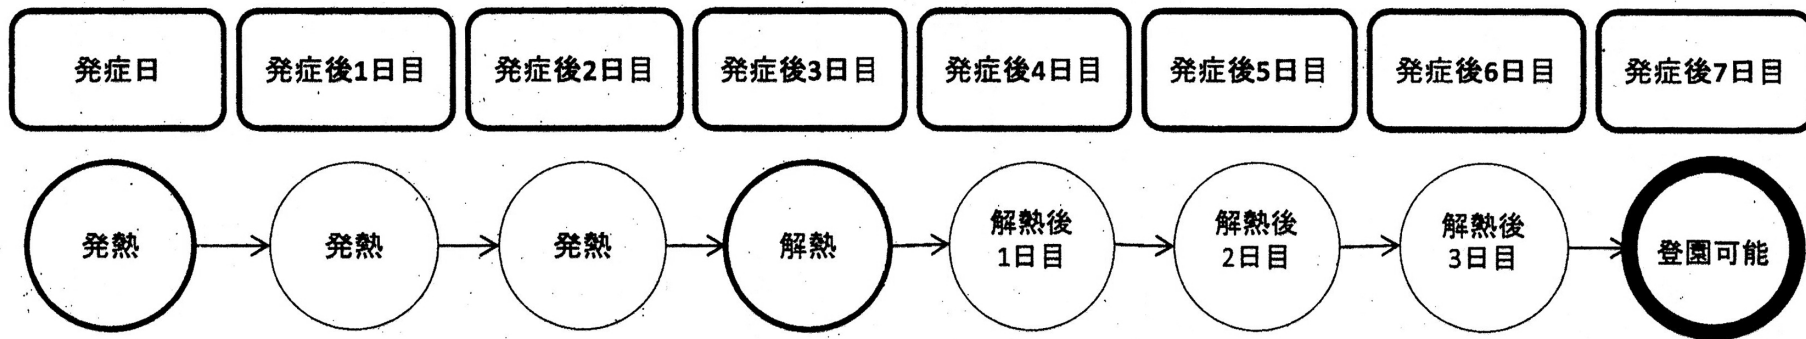 発症日
発症後1日目
発症後2日目
発症後3日目
発症後4日目
発症後5日目
発症後6日目
発症後7日目
発熱
発熱
発熱
解熱
解熱後
1日目
解熱後
2日目
解熱後
3日目
登園可能